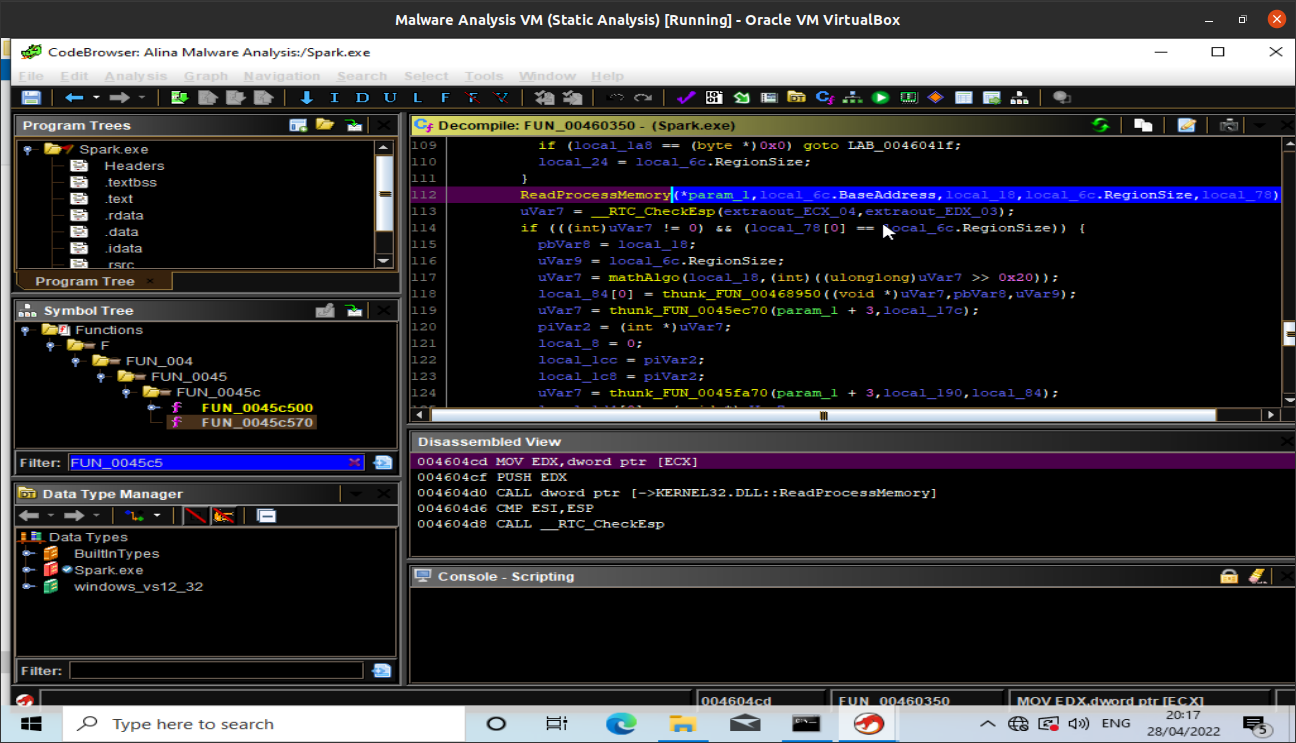 Malware Analysis VM (Static Analysis) [Running] - Oracle VM VirtualBox
CodeBrowser: Alina Malware Analysis:/Spark.exe
File Edit Analysis Graph Navigation Search Select Tools Window Help
I D U L F
Program Trees
Spark.exe
Headers
.textbss
.text
.rdata
.data
.idata
.rsrc
Program Tree
Symbol Tree
Functions
F
FUN_004
FUN_0045
FUN_0045c
FUN_0045c500
FUN_0045c570
Filter: FUN_0045c5
Data Type Manager
Data Types
BuiltInTypes
Spark.exe
windows_vs12_32
Filter:
Decompile: FUN_00460350 - (Spark.exe)
109 if (local_1a8 == (byte *)0x0) goto LAB_0046041f;
110 local_24 = local_6c.RegionSize;
111 }
112 ReadProcessMemory(*param_1,local_6c.BaseAddress,local_18,local_6c.RegionSize,local_78)
113 uVar7 = __RTC_CheckEsp(extraout_ECX_04,extraout_EDX_03);
114 if (((int)uVar7 != 0) && (local_78[0] == local_6c.RegionSize)) {
115 pbVar8 = local_18;
116 uVar9 = local_6c.RegionSize;
117 uVar7 = mathAlgo(local_18,(int)((ulonglong)uVar7 >> 0x20));
118 local_84[0] = thunk_FUN_00468950((void *)uVar7,pbVar8,uVar9);
119 uVar7 = thunk_FUN_0045ec70(param_1 + 3,local_17c);
120 piVar2 = (int *)uVar7;
121 local_8 = 0;
122 local_1cc = piVar2;
123 local_1c8 = piVar2;
124 uVar7 = thunk_FUN_0045fa70(param_1 + 3,local_190,local_84);
Disassembled View
004604cd MOV EDX,dword ptr [ECX]
004604cf PUSH EDX
004604d0 CALL dword ptr [->KERNEL32.DLL::ReadProcessMemory]
004604d6 CMP ESI,ESP
004604d8 CALL __RTC_CheckEsp
Console - Scripting
004604cd FUN_00460350 MOV EDX,dword ptr [ECX]
Type here to search
ENG
20:17
28/04/2022
5